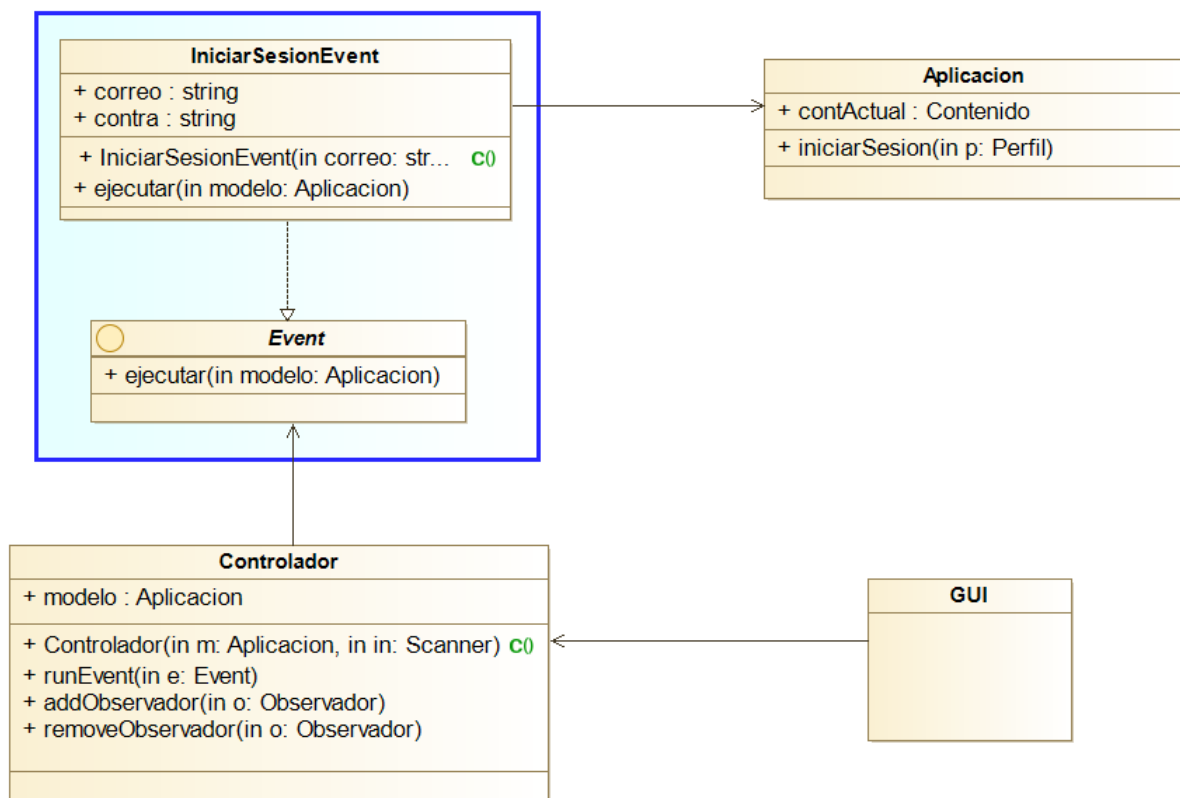 IniciarSesionEvent
+ correo : string
+ contra : string
+ IniciarSesionEvent(in correo: str... C()
+ ejecutar(in modelo: Aplicacion)
Aplicacion
+ contActual : Contenido
+ iniciarSesion(in p: Perfil)
Event
+ ejecutar(in modelo: Aplicacion)
Controlador
+ modelo : Aplicacion
+ Controlador(in m: Aplicacion, in in: Scanner) C()
+ runEvent(in e: Event)
+ addObservador(in o: Observador)
+ removeObservador(in o: Observador)
GUI